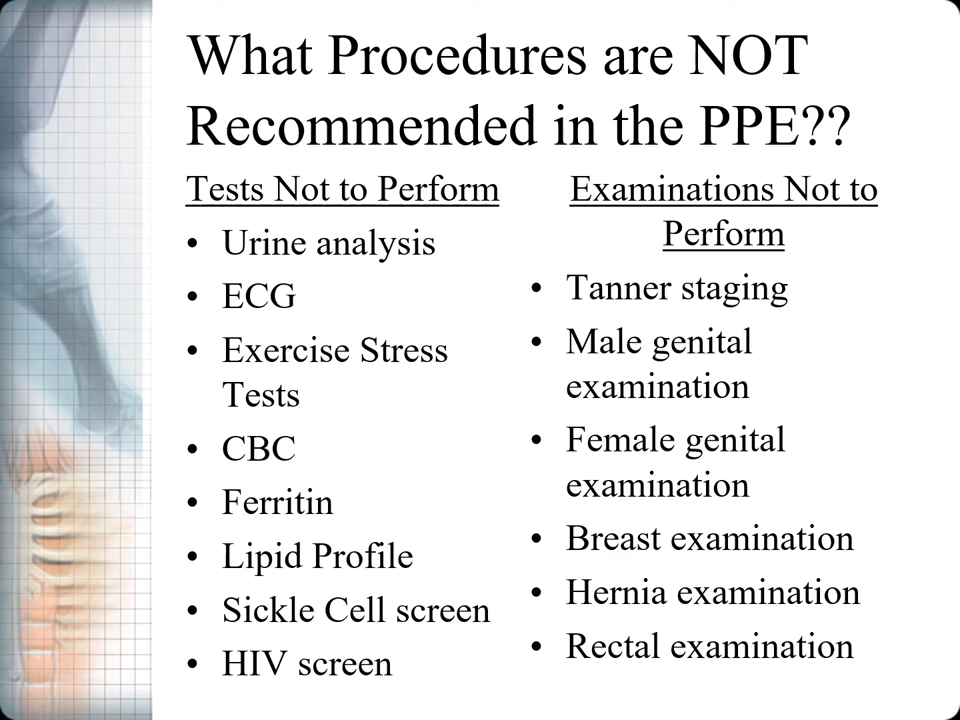 What Procedures are NOT
Recommended in the PPE??
Tests Not to Perform
• Urine analysis
• ECG
• Exercise Stress
Tests
• CBC
• Ferritin
• Lipid Profile
• Sickle Cell screen
• HIV screen
Examinations Not to
Perform
• Tanner staging
• Male genital
examination
• Female genital
examination
• Breast examination
• Hernia examination
• Rectal examination